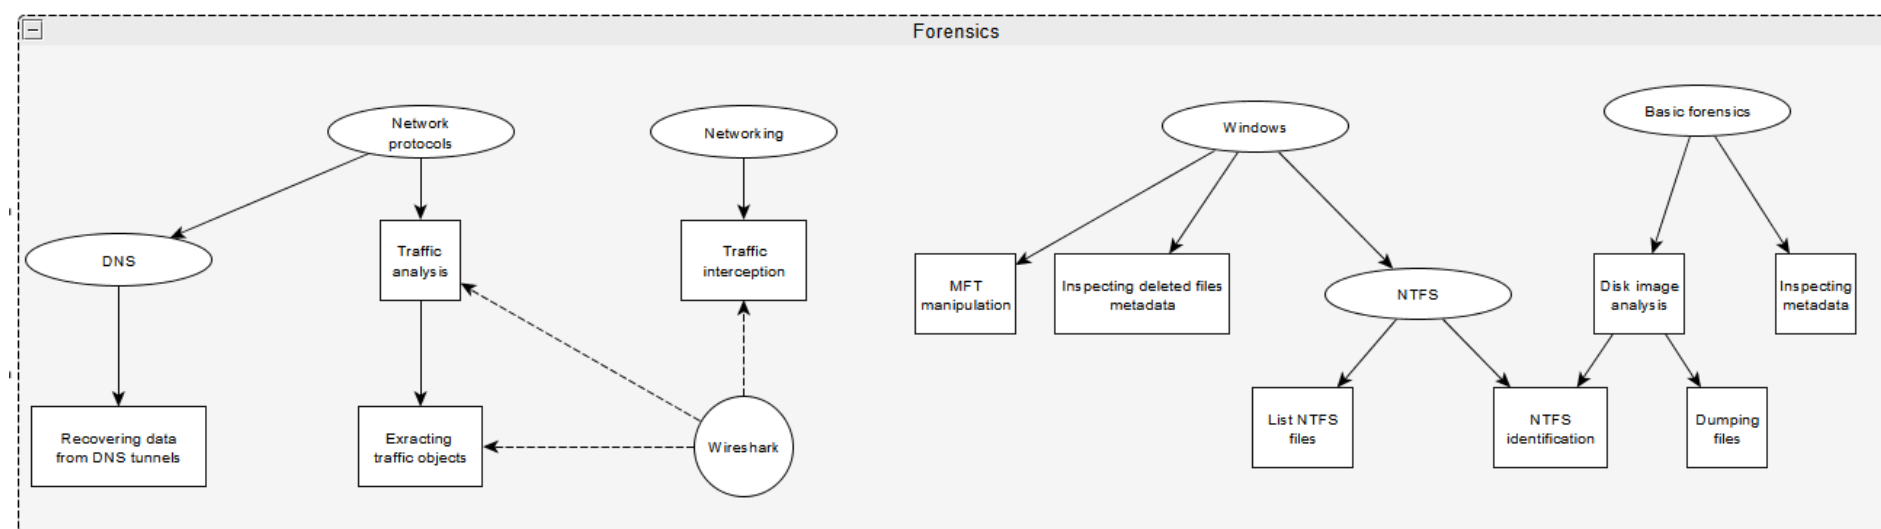 Forensics
Network
protocols
Networking
Windows
Basic forensics
DNS
Traffic
analysis
Traffic
interception
MFT
manipulation
Inspecting deleted files
metadata
NTFS
Disk image
analysis
Inspecting
metadata
Recovering data
from DNS tunnels
Exracting
traffic objects
Wireshark
List NTFS
files
NTFS
identification
Dumping
files